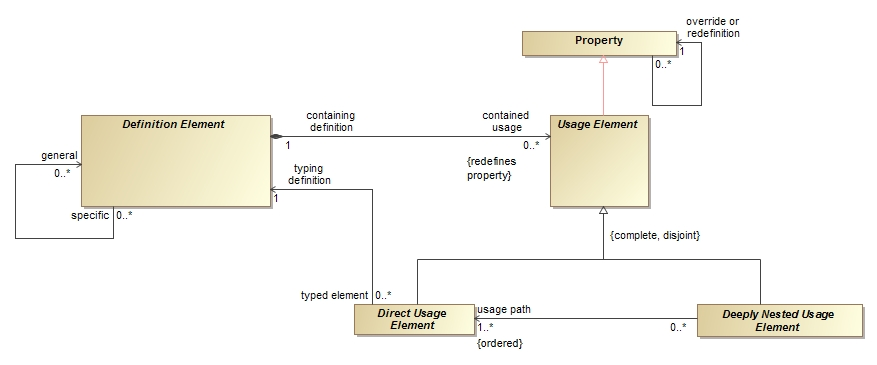 override or
redefinition
Property
1
0..*
Definition Element
containing
definition
contained
usage
Usage Element
1
0..*
general
0..*
typing
definition
{redefines
property}
1
specific
0..*
{complete, disjoint}
typed element
0..*
Direct Usage
Element
usage path
1..*
{ordered}
0..*
Deeply Nested Usage
Element